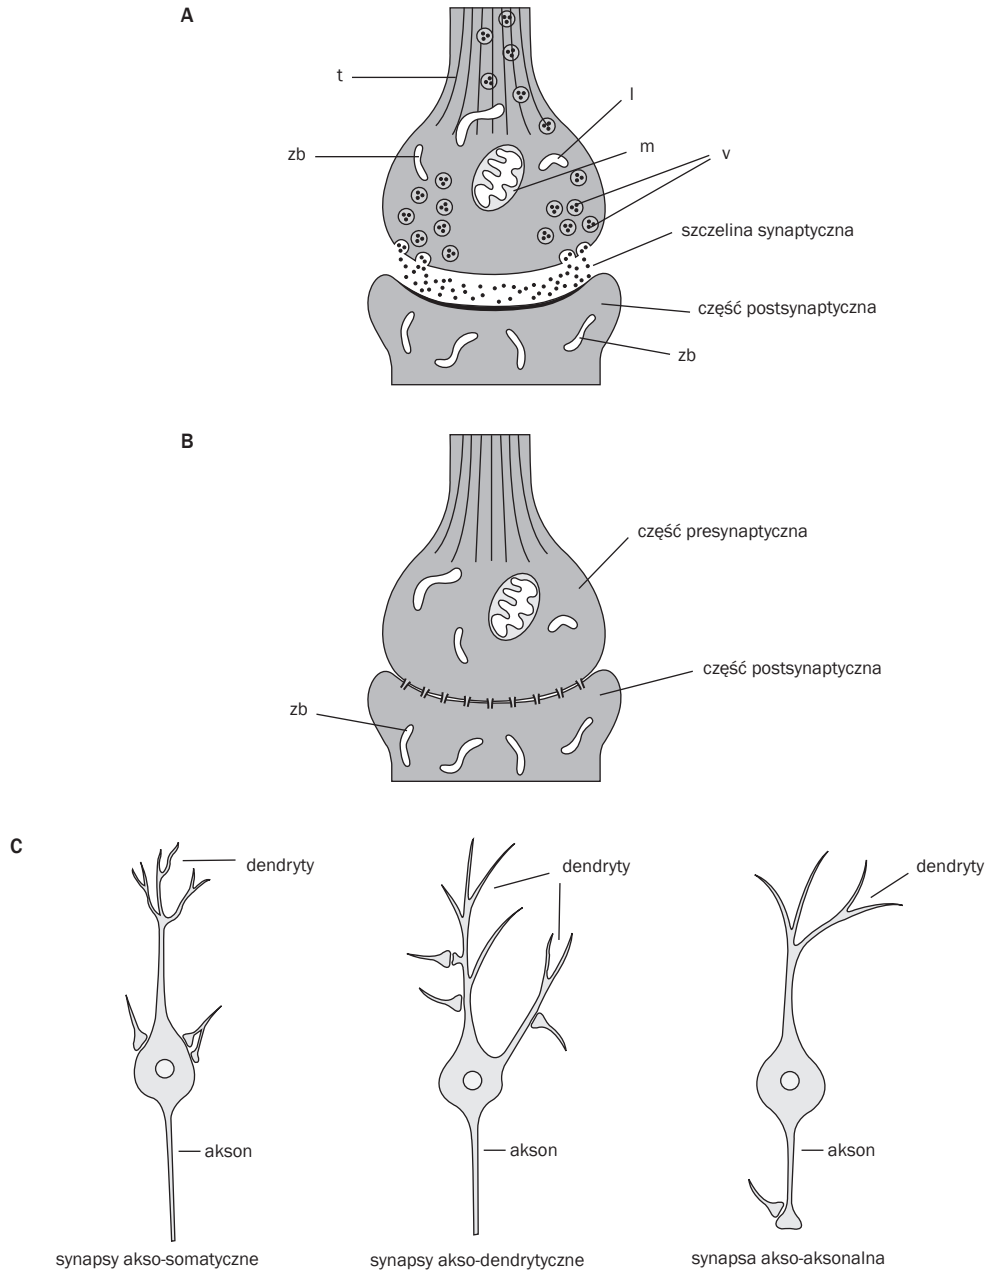 A
t
l
zb
m
v
szczelina synaptyczna
część postsynaptyczna
zb
B
część presynaptyczna
część postsynaptyczna
zb
C
dendryty
dendryty
dendryty
akson
akson
akson
synapsy akso-somatyczne
synapsy akso-dendrytyczne
synapsa akso-aksonalna